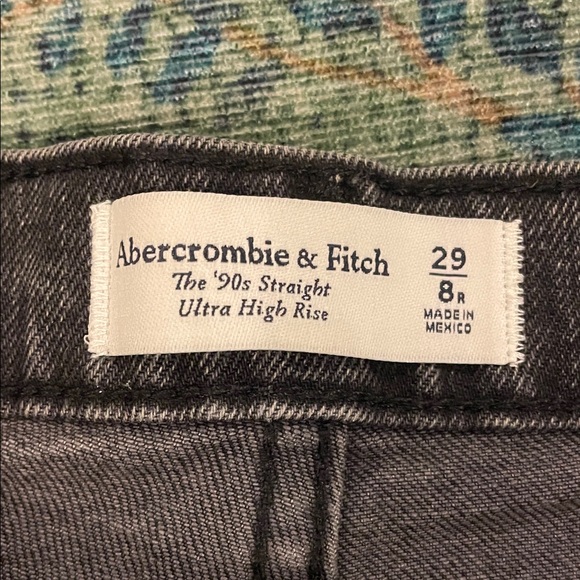 Abercrombie & Fitch
The '90s Straight
Ultra High Rise
29
8R
MADE IN
MEXICO